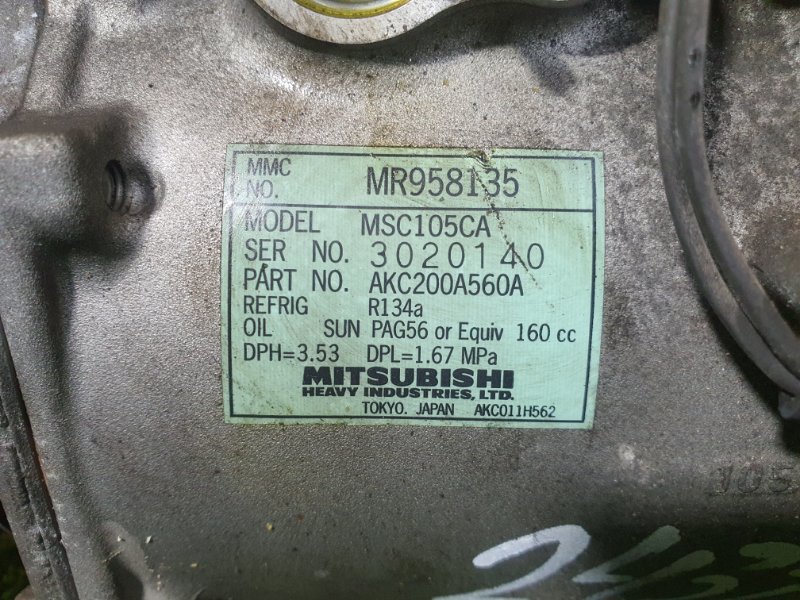 MMC NO. MR958135
MODEL MSC105CA
SER NO. 3020140
PART NO. AKC200A560A
REFRIG R134a
OIL SUN PAG56 or Equiv 160 cc
DPH=3.53 DPL=1.67 MPa
MITSUBISHI
HEAVY INDUSTRIES, LTD.
TOKYO. JAPAN AKC011H562
105